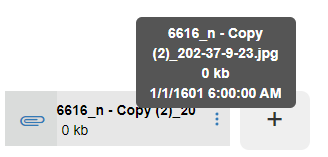 6616_n - Copy
(2)_202-37-9-23.jpg
0 kb
1/1/1601 6:00:00 AM
6616_n - Copy (2)_20
0 kb
+